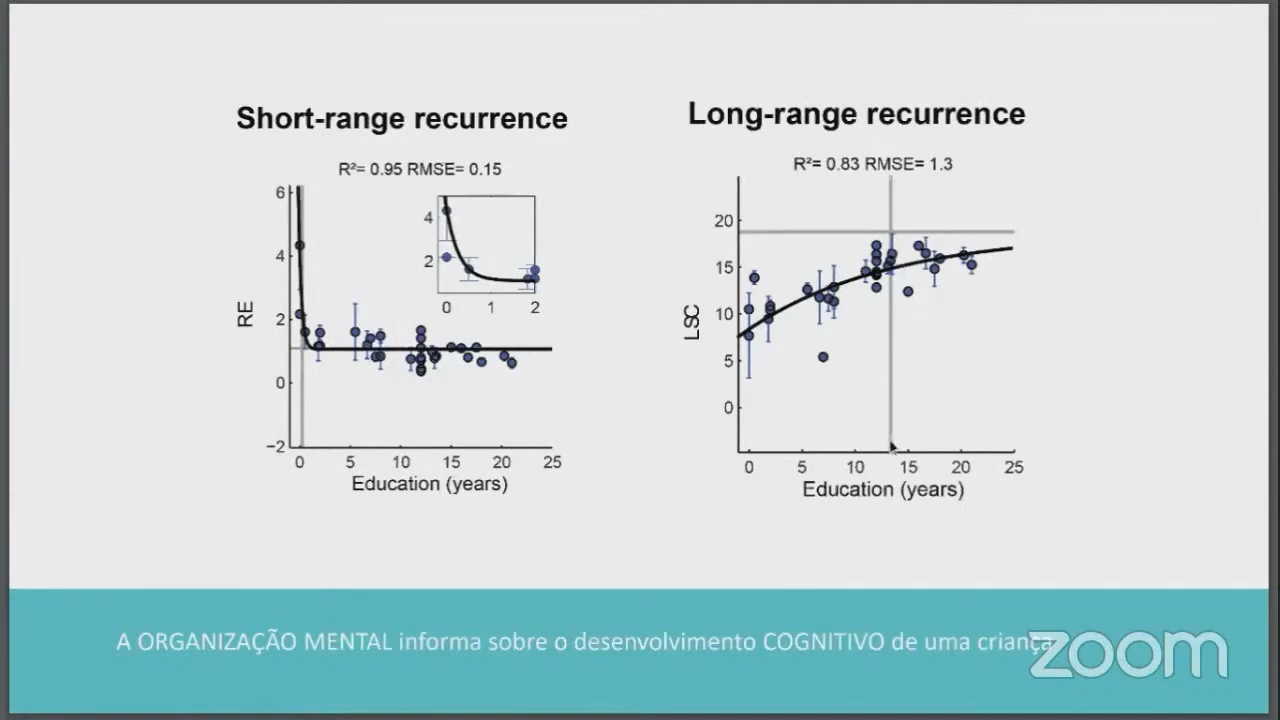 Short-range recurrence
R²= 0.95 RMSE= 0.15
6
4
2
0
−2
RE
4
2
0 1 2
0 5 10 15 20 25
Education (years)
Long-range recurrence
R²= 0.83 RMSE= 1.3
20
15
10
5
0
LSC
0 5 10 15 20 25
Education (years)
A ORGANIZAÇÃO MENTAL informa sobre o desenvolvimento COGNITIVO de uma criança
zoom